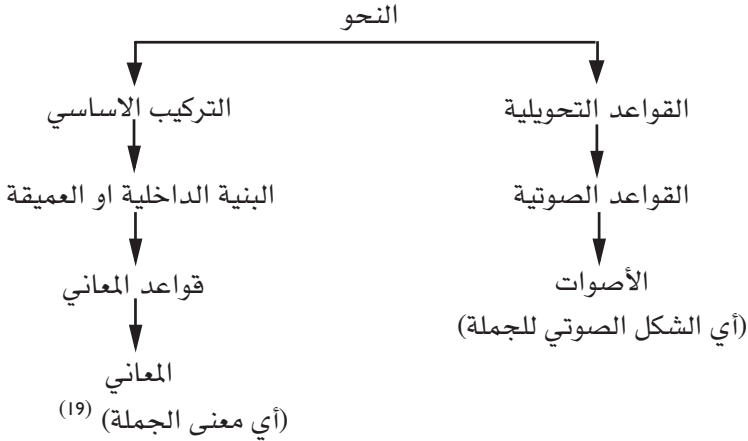 النحو
القواعد التحويلية
التركيب الاساسي
القواعد الصوتية
البنية الداخلية او العميقة
الأصوات
(أي الشكل الصوتي للجملة)
قواعد المعاني
المعاني
(أي معنى الجملة) (19)